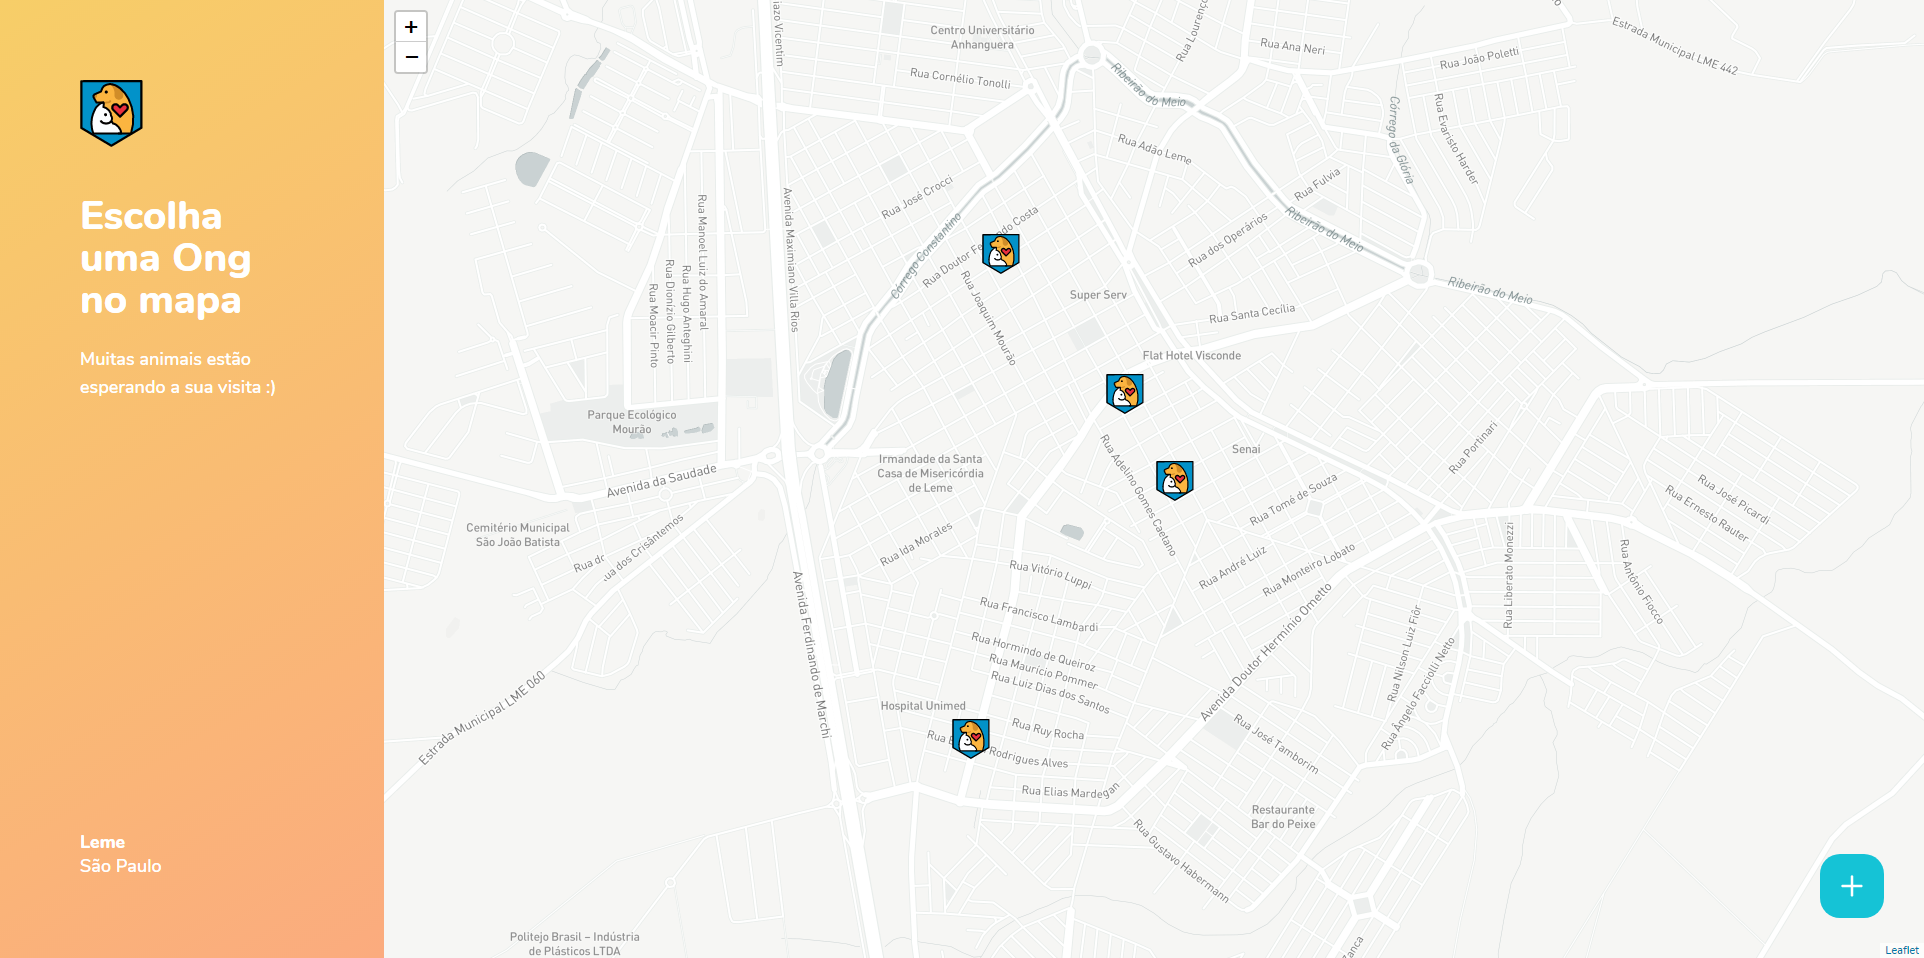 Escolha
uma Ong
no mapa
Muitas animais estão
esperando a sua visita :)
Leme
São Paulo
+
−
Centro Universitário
Anhanguera
Rua Cornélio Tonolli
Rua Lourenço
Rua Ana Neri
Rua João Poletti
Estrada Municipal LME 442
Ribeirão do Meio
Córrego da Glória
Rua Evaristo Harder
Rua Adão Leme
Rua Fulvia
Rua José Crocci
Avenida Maximiano Villa Rios
Rua Manoel Luiz do Amaral
Rua Hugo Anteghini
Rua Dionízio Gilberto
Rua Moacir Pinto
Córrego Constantino
Rua Joaquim Mourão
Rua dos Operários
Ribeirão do Meio
Ribeirão do Meio
Super Serv
Rua Santa Cecília
Flat Hotel Visconde
Parque Ecológico
Mourão
Irmandade da Santa
Casa de Misericórdia
de Leme
Senai
Rua Portinari
Avenida da Saudade
Rua Adelino Gomes Caetano
Rua Tomé de Souza
Rua José Picardi
Rua Ernesto Rauter
Cemitério Municipal
São João Batista
Rua Ida Morales
Rua André Luiz
Rua Monteiro Lobato
Rua Liberato Monezzi
Rua Antônio Fiocco
Rua Vitório Luppi
Rua Francisco Lambardi
Rua Hormindo de Queiroz
Rua Maurício Pommer
Rua Luiz Dias dos Santos
Avenida Doutor Hermínio Ometto
Rua Nilson Luiz Fiôr
Rua Ângelo Facciolli Netto
Avenida Ferdinando de Marchi
Estrada Municipal LME 060
Hospital Unimed
Rua Ruy Rocha
Rodrigues Alves
Rua José Tamborim
Rua Elias Mardegan
Restaurante
Bar do Peixe
Rua Gustavo Habermann
Politejo Brasil – Indústria
de Plásticos LTDA
Leaflet